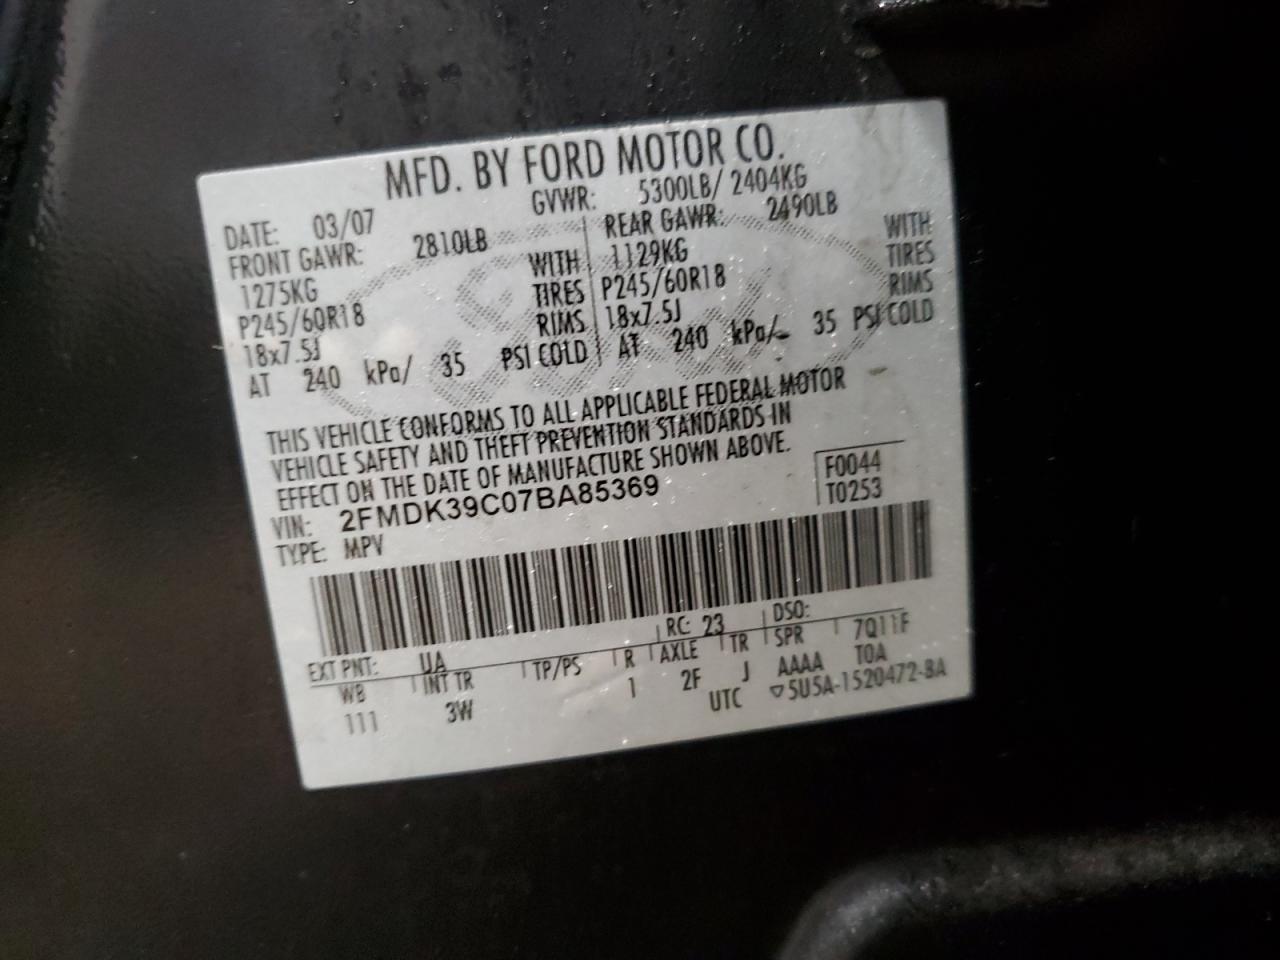 MFD. BY FORD MOTOR CO.
DATE: 03/07 GVWR: 5300LB/ 2404KG
FRONT GAWR: 2810LB REAR GAWR: 2490LB
1275KG WITH 1129KG WITH
P245/60R18 TIRES P245/60R18 TIRES
18x7.5J RIMS 18x7.5J RIMS
AT 240 kPa/ 35 PSI COLD AT 240 kPa/ 35 PSI COLD
THIS VEHICLE CONFORMS TO ALL APPLICABLE FEDERAL MOTOR
VEHICLE SAFETY AND THEFT PREVENTION STANDARDS IN
EFFECT ON THE DATE OF MANUFACTURE SHOWN ABOVE.
VIN: 2FMDK39C07BA85369 F0044
TYPE: MPV T0253
EXT PNT: UA RC: 23 DSO:
WB INT TR TP/PS R AXLE TR SPR 7Q11F
111 3W 1 2F J AAAA T0A
UTC ▽5U5A-1520472-BA